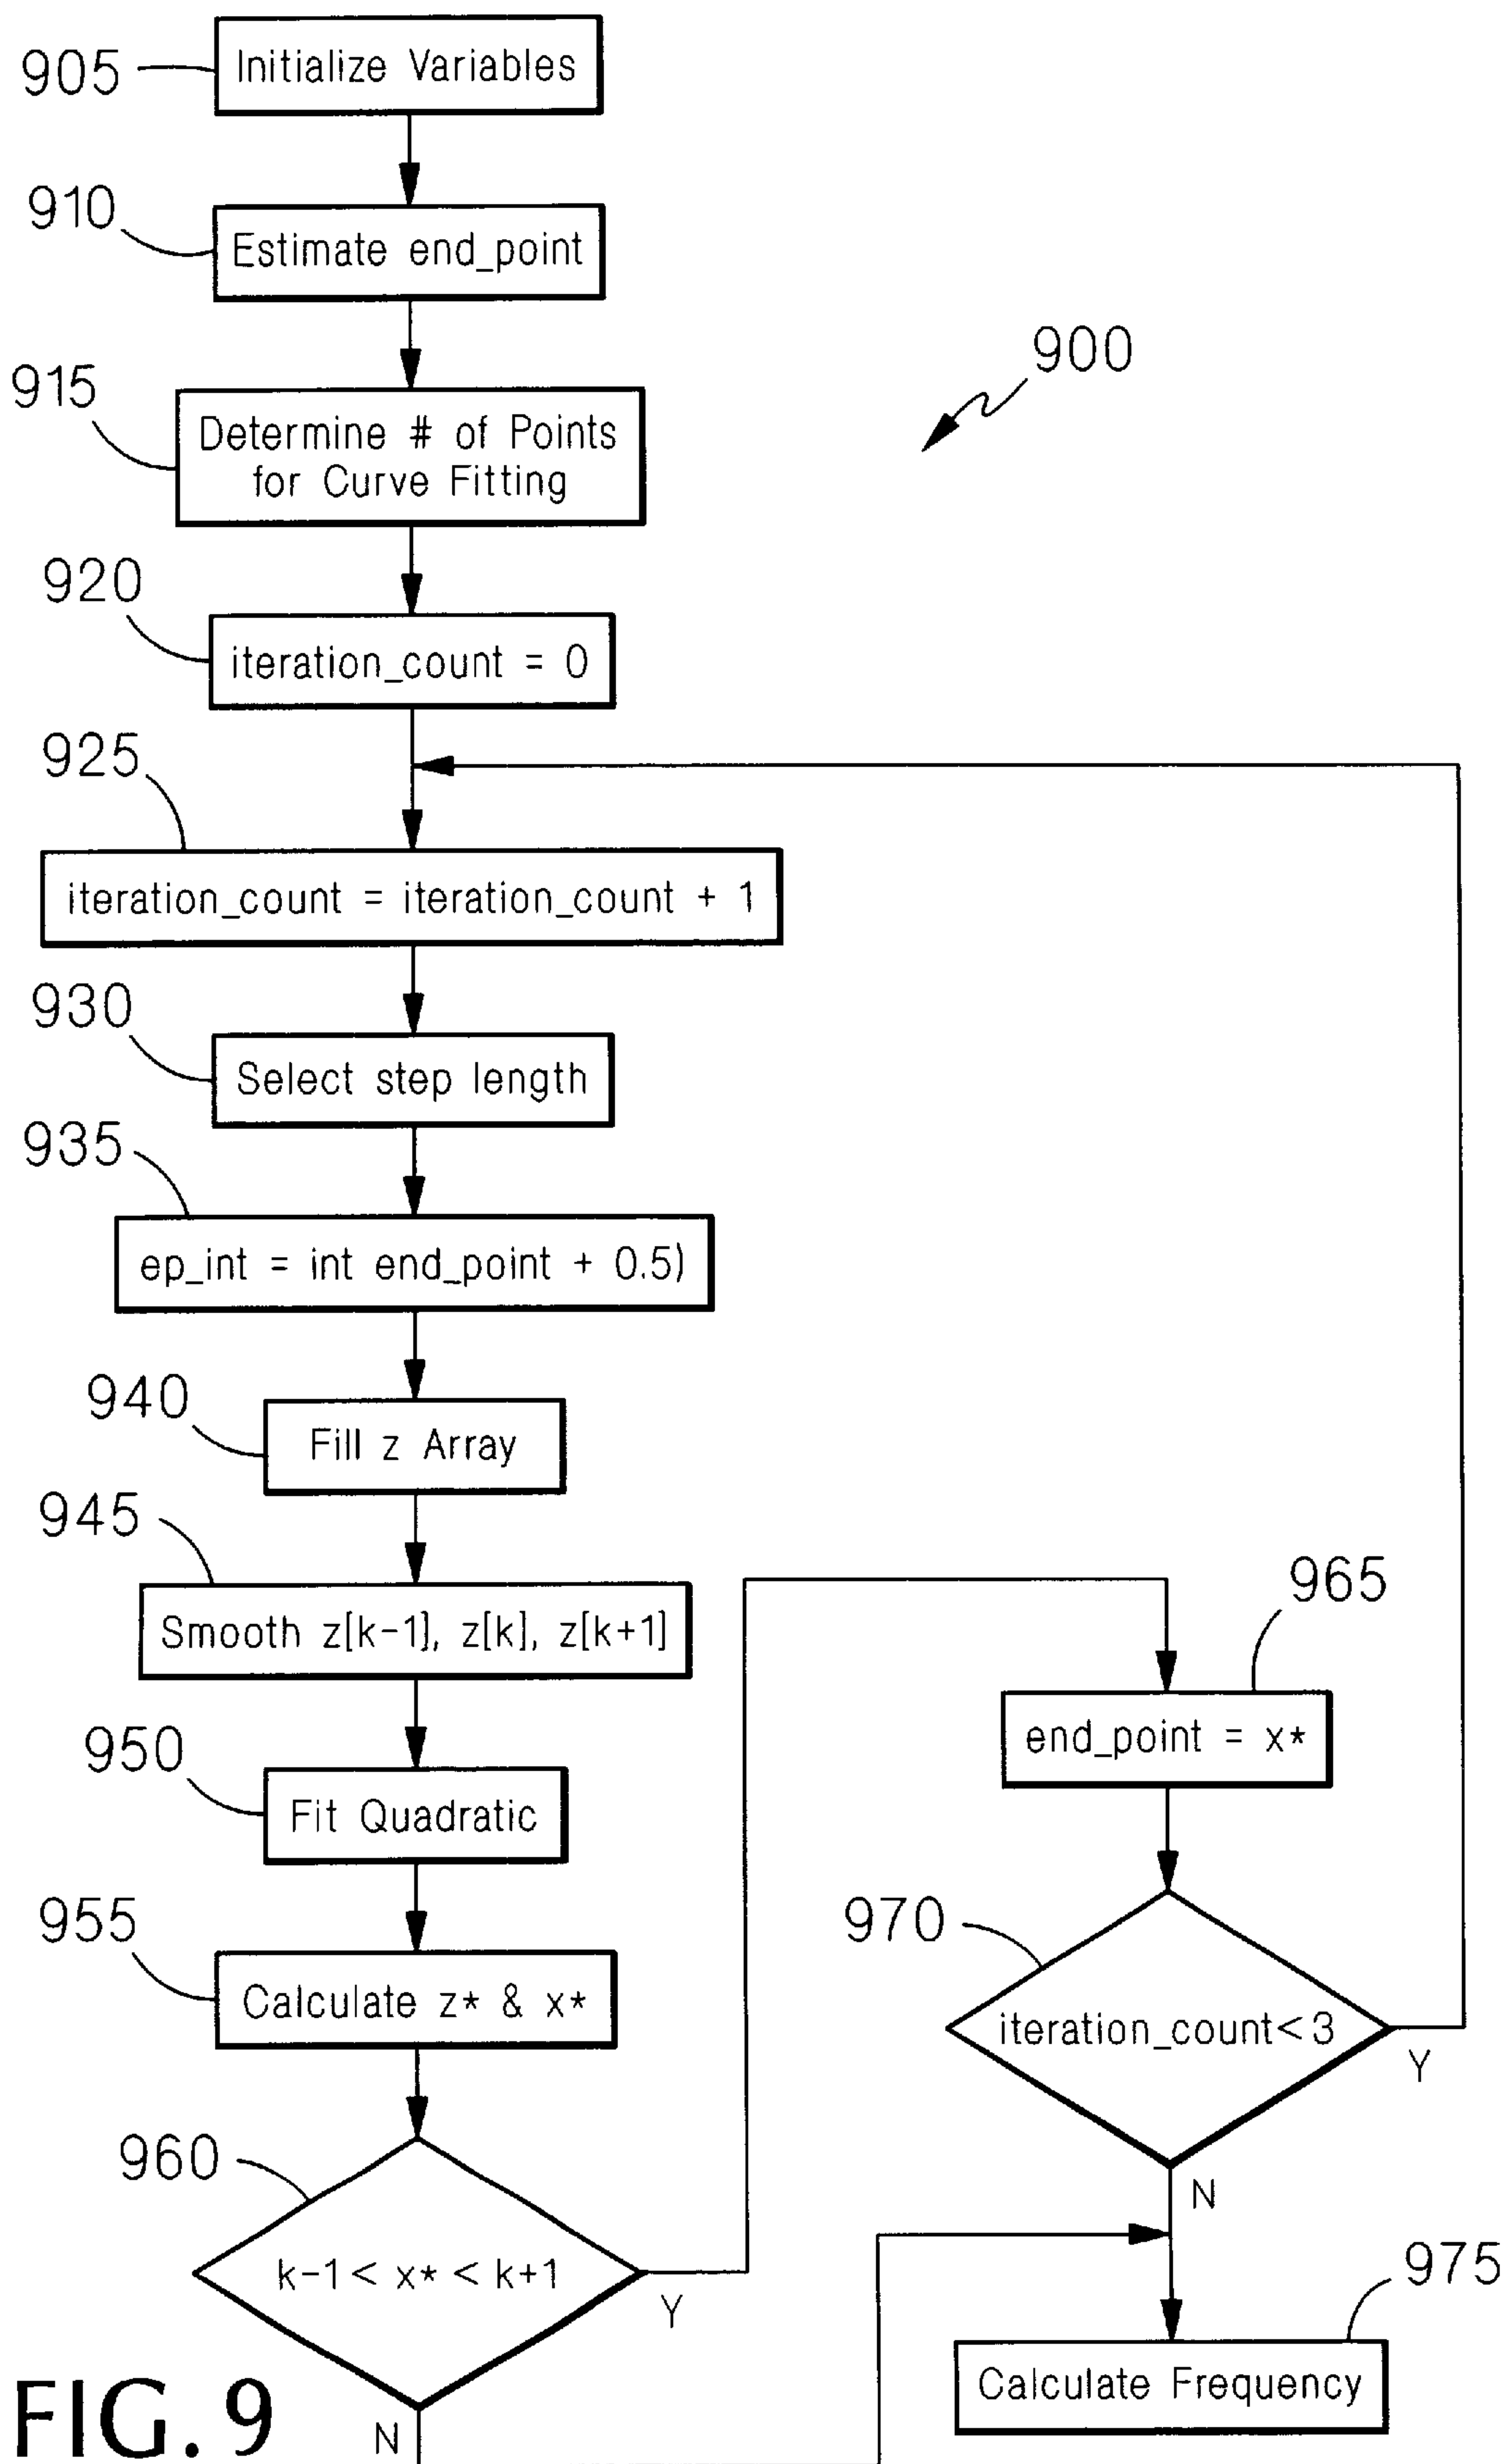 905
Initialize Variables
910
Estimate end_point
900
915
Determine # of Points
for Curve Fitting
920
iteration_count = 0
925
iteration_count = iteration_count + 1
930
Select step length
935
ep_int = int end_point + 0.5)
940
Fill z Array
945
Smooth z[k-1], z[k], z[k+1]
950
Fit Quadratic
955
Calculate z* & x*
960
k-1 < x* < k+1
Y
N
965
end_point = x*
970
iteration_count<3
Y
N
975
Calculate Frequency
FIG. 9